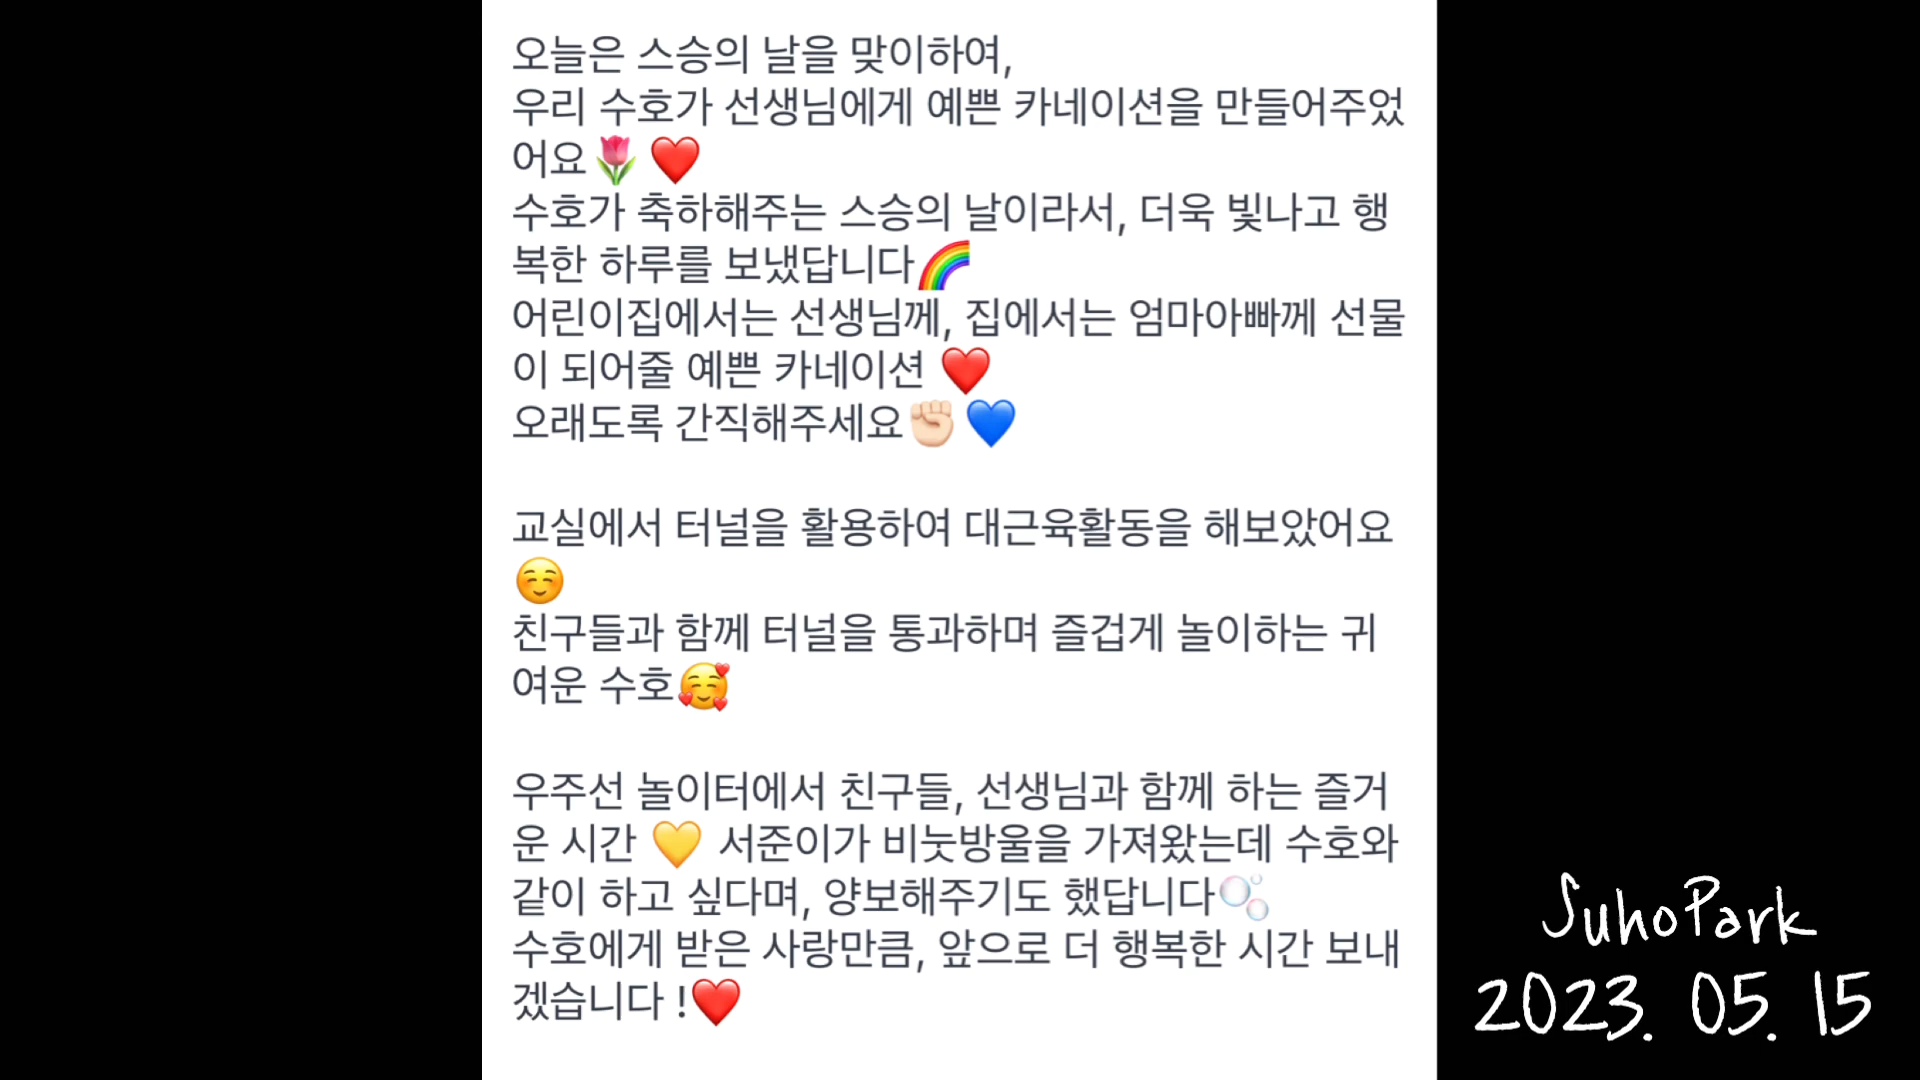 오늘은 스승의 날을 맞이하여,
우리 수호가 선생님에게 예쁜 카네이션을 만들어주었
어요🌷❤️
수호가 축하해주는 스승의 날이라서, 더욱 빛나고 행
복한 하루를 보냈답니다🌈
어린이집에서는 선생님께, 집에서는 엄마아빠께 선물
이 되어줄 예쁜 카네이션 ❤️
오래도록 간직해주세요✊🏻💙
교실에서 터널을 활용하여 대근육활동을 해보았어요
☺️
친구들과 함께 터널을 통과하며 즐겁게 놀이하는 귀
여운 수호🥰
우주선 놀이터에서 친구들, 선생님과 함께 하는 즐거
운 시간 💛 서준이가 비눗방울을 가져왔는데 수호와
같이 하고 싶다며, 양보해주기도 했답니다🫧
수호에게 받은 사랑만큼, 앞으로 더 행복한 시간 보내
겠습니다 !❤️
SuhoPark
2023. 05. 15